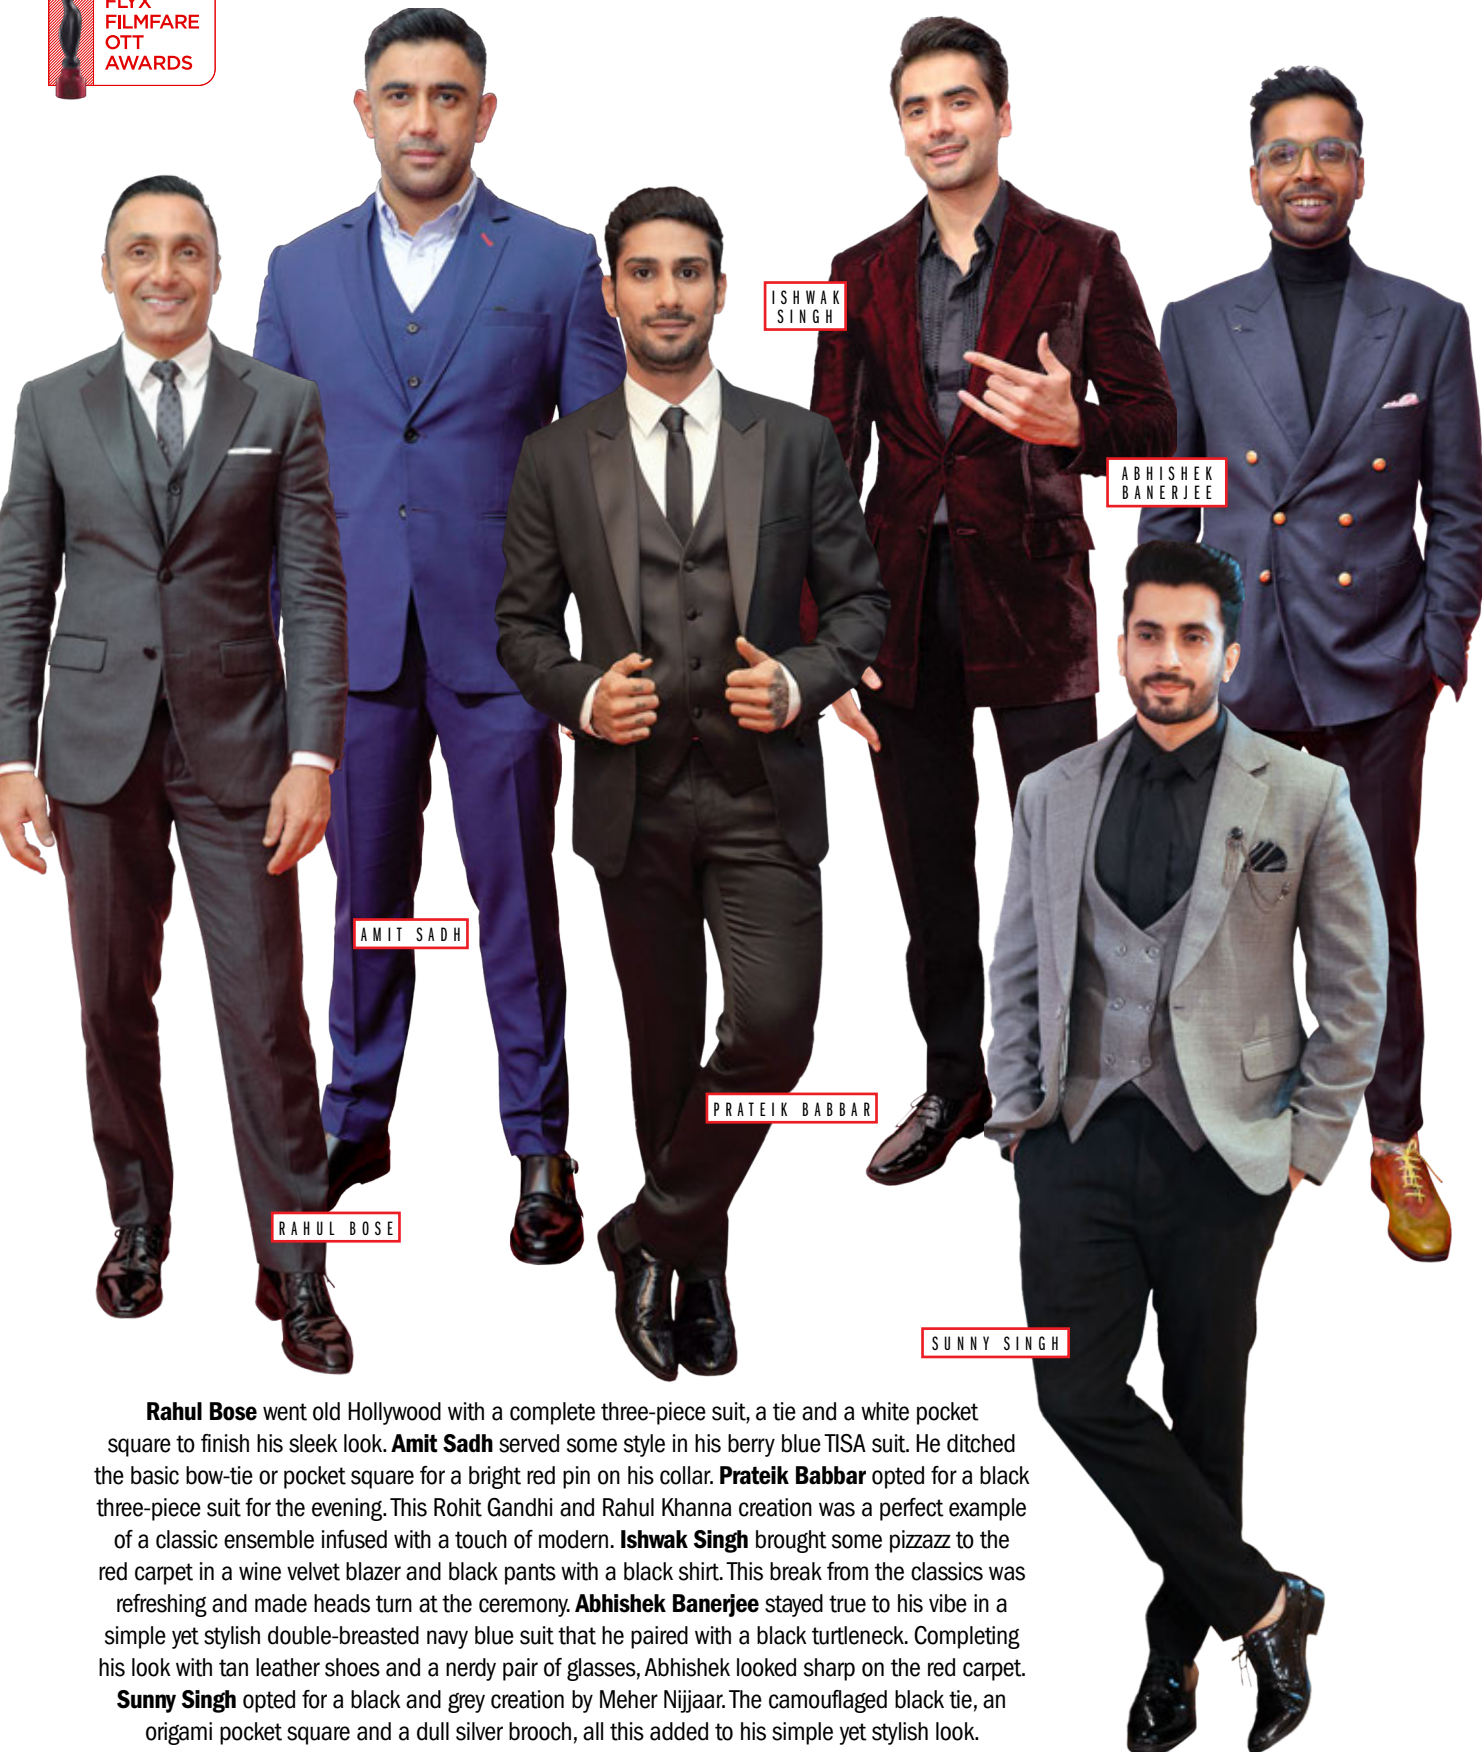 FLYX
FILMFARE
OTT
AWARDS
ISHWAK
SINGH
ABHISHEK
BANERJEE
AMIT SADH
PRATEIK BABBAR
RAHUL BOSE
SUNNY SINGH
Rahul Bose went old Hollywood with a complete three-piece suit, a tie and a white pocket
square to finish his sleek look. Amit Sadh served some style in his berry blue TISA suit. He ditched
the basic bow-tie or pocket square for a bright red pin on his collar. Prateik Babbar opted for a black
three-piece suit for the evening. This Rohit Gandhi and Rahul Khanna creation was a perfect example
of a classic ensemble infused with a touch of modern. Ishwak Singh brought some pizzazz to the
red carpet in a wine velvet blazer and black pants with a black shirt. This break from the classics was
refreshing and made heads turn at the ceremony. Abhishek Banerjee stayed true to his vibe in a
simple yet stylish double-breasted navy blue suit that he paired with a black turtleneck. Completing
his look with tan leather shoes and a nerdy pair of glasses, Abhishek looked sharp on the red carpet.
Sunny Singh opted for a black and grey creation by Meher Nijjaar. The camouflaged black tie, an
origami pocket square and a dull silver brooch, all this added to his simple yet stylish look.